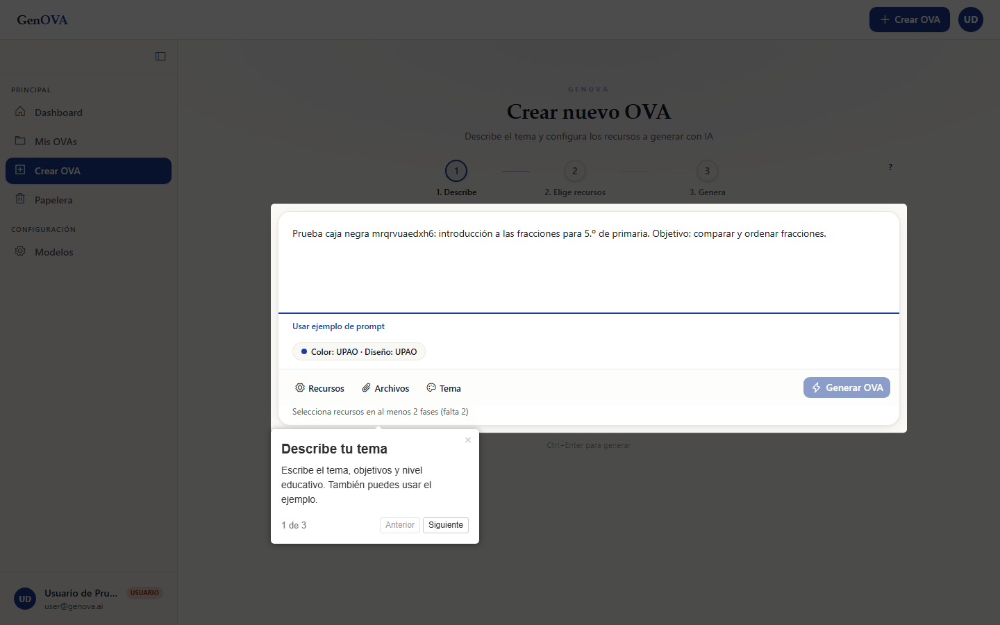 GenOVA
Crear OVA
UD
PRINCIPAL
Dashboard
Mis OVAs
Crear OVA
Papelera
CONFIGURACIÓN
Modelos
GENOVA
Crear nuevo OVA
Describe el tema y configura los recursos a generar con IA
1
2
3
?
1. Describe
2. Elige recursos
3. Genera
Prueba caja negra mrqrvuaedxh6: introducción a las fracciones para 5.º de primaria. Objetivo: comparar y ordenar fracciones.
Usar ejemplo de prompt
Color: UPAO · Diseño: UPAO
Recursos
Archivos
Tema
Generar OVA
Selecciona recursos en al menos 2 fases (falta 2)
Ctrl+Enter para generar
×
Describe tu tema
Escribe el tema, objetivos y nivel
educativo. También puedes usar el
ejemplo.
1 de 3
Anterior
Siguiente
UD
Usuario de Pru...
USUARIO
user@genova.ai